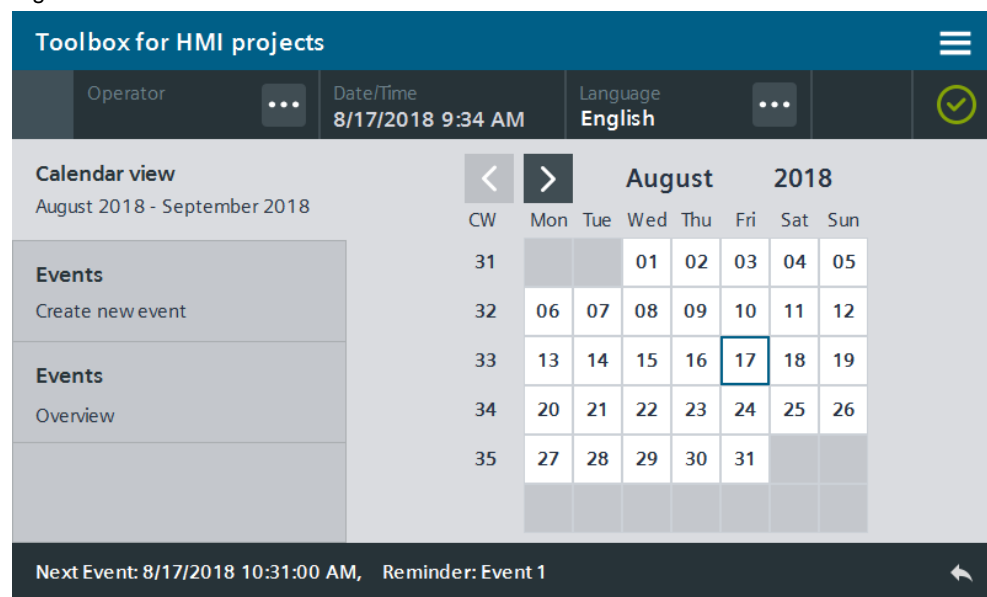 Toolbox for HMI projects
Operator
Date/Time
8/17/2018 9:34 AM
Language
English
Calendar view
August 2018 - September 2018
Events
Create new event
Events
Overview
August 2018
CW Mon Tue Wed Thu Fri Sat Sun
31 01 02 03 04 05
32 06 07 08 09 10 11 12
33 13 14 15 16 17 18 19
34 20 21 22 23 24 25 26
35 27 28 29 30 31
Next Event: 8/17/2018 10:31:00 AM, Reminder: Event 1